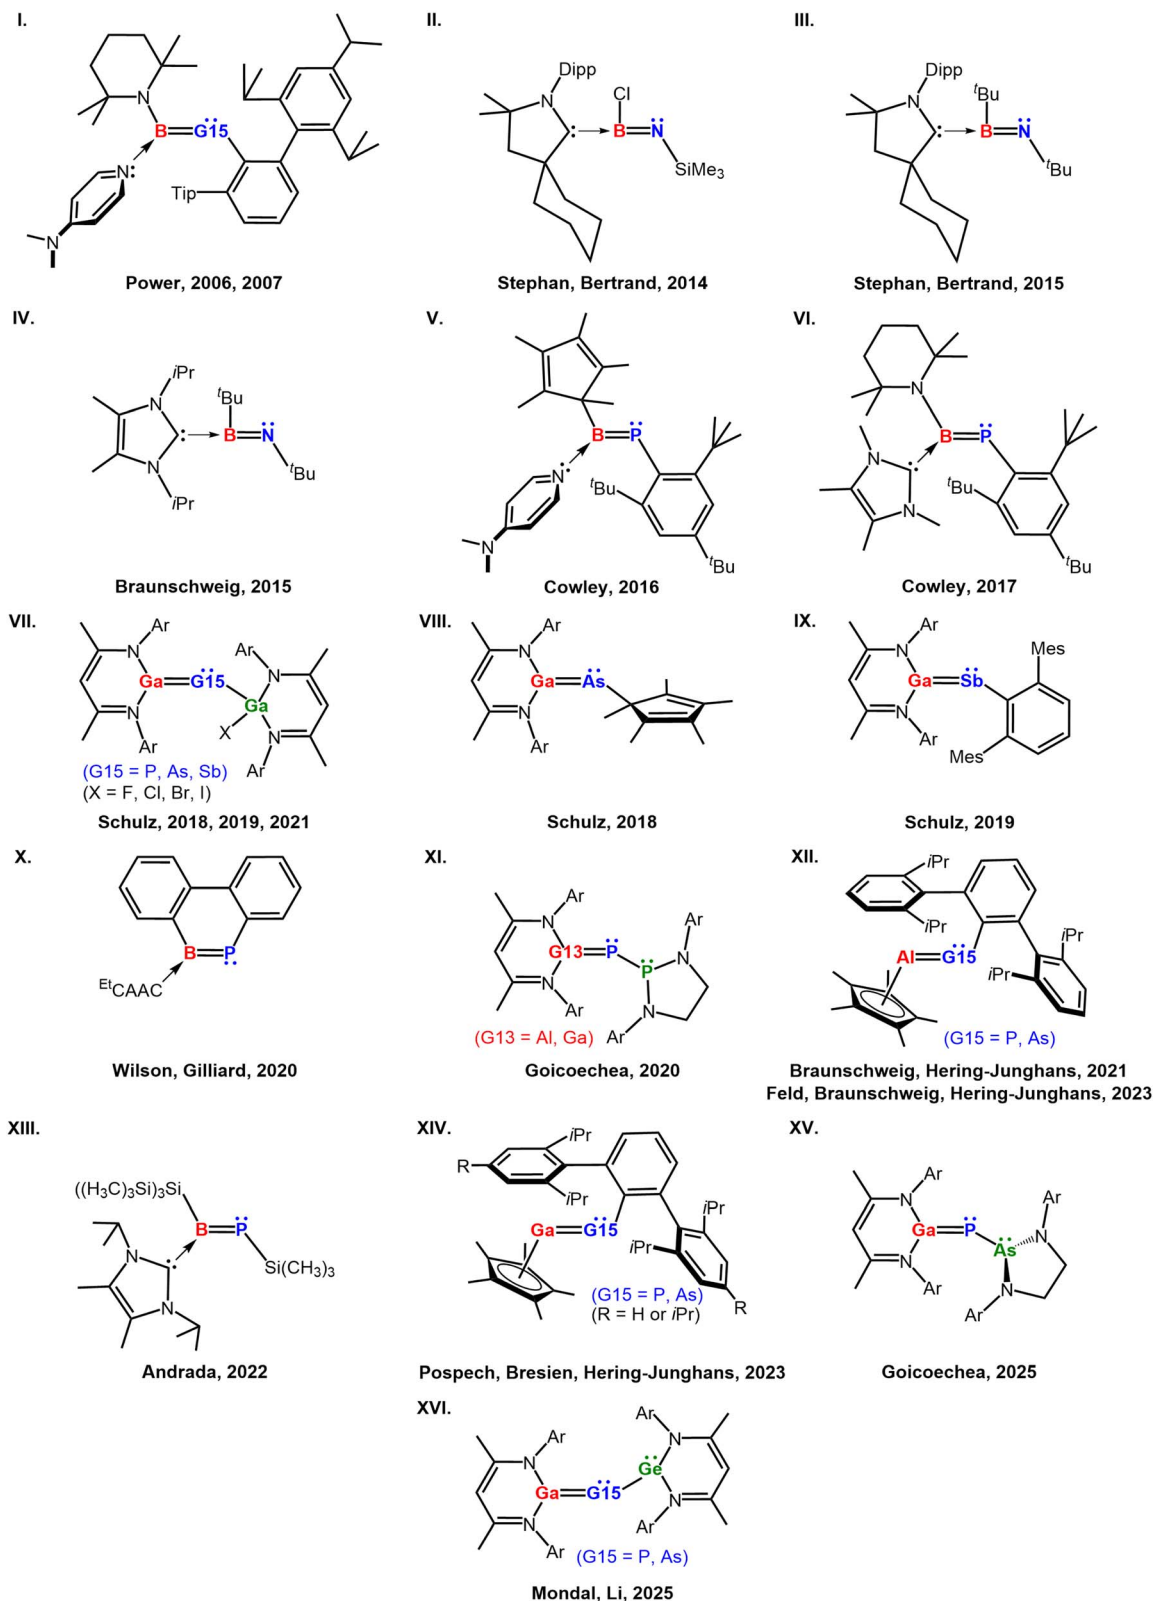 I.
II.
III.
N
B=G15
N:
N
Tip
Dipp
N
:
Cl
B=N
SiMe3
Dipp
N
:
tBu
B=N
tBu
Power, 2006, 2007
Stephan, Bertrand, 2014
Stephan, Bertrand, 2015
IV.
V.
VI.
iPr
N
N
iPr
:
tBu
B=N
tBu
B=P
N:
N
tBu
tBu
N
B=P
N
N
:
tBu
tBu
Braunschweig, 2015
Cowley, 2016
Cowley, 2017
VII.
VIII.
IX.
Ar
N
Ga=G15
N
Ar
Ar
N
Ga
X
N
Ar
(G15 = P, As, Sb)
(X = F, Cl, Br, I)
Ar
N
Ga=As
N
Ar
Ar
N
Ga=Sb
N
Ar
Mes
Mes
Schulz, 2018, 2019, 2021
Schulz, 2018
Schulz, 2019
X.
XI.
XII.
B=P
EtCAAC
Ar
N
G13=P
N
Ar
P
N
Ar
N
Ar
(G13 = Al, Ga)
iPr
iPr
Al=G15
iPr
iPr
(G15 = P, As)
Wilson, Gilliard, 2020
Goicoechea, 2020
Braunschweig, Hering-Junghans, 2021
Feld, Braunschweig, Hering-Junghans, 2023
XIII.
XIV.
XV.
((H3C)3Si)3Si
B=P
Si(CH3)3
N
N
:
R
iPr
iPr
Ga=G15
iPr
iPr
R
(G15 = P, As)
(R = H or iPr)
Ar
N
Ga=P
N
Ar
As
N
Ar
N
Ar
Andrada, 2022
Pospech, Bresien, Hering-Junghans, 2023
Goicoechea, 2025
XVI.
Ar
N
Ga=G15
N
Ar
Ar
N
Ge
N
Ar
(G15 = P, As)
Mondal, Li, 2025